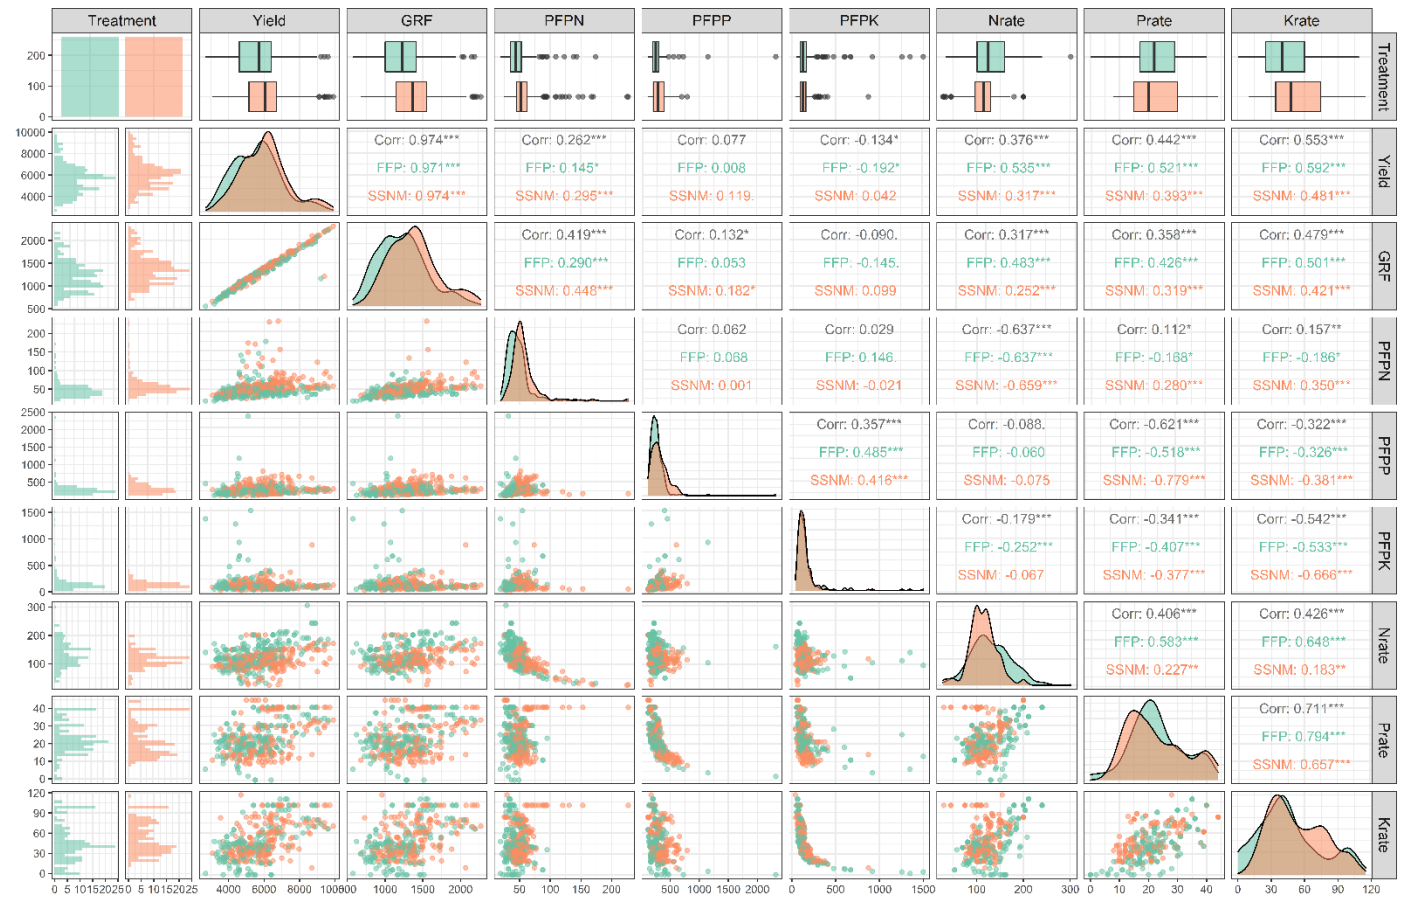 Treatment Yield GRF PFPN PFPP PFPK Nrate Prate Krate
200
100
0
Treatment
10000
8000
6000
4000
Corr: 0.974*** Corr: 0.262*** Corr: 0.077 Corr: -0.134* Corr: 0.376*** Corr: 0.442*** Corr: 0.553***
FFP: 0.971*** FFP: 0.145* FFP: 0.008 FFP: -0.192* FFP: 0.535*** FFP: 0.521*** FFP: 0.592***
SSNM: 0.974*** SSNM: 0.295*** SSNM: 0.119. SSNM: 0.042 SSNM: 0.317*** SSNM: 0.393*** SSNM: 0.481***
Yield
2000
1500
1000
500
Corr: 0.419*** Corr: 0.132* Corr: -0.090. Corr: 0.317*** Corr: 0.358*** Corr: 0.479***
FFP: 0.290*** FFP: 0.053 FFP: -0.145. FFP: 0.483*** FFP: 0.426*** FFP: 0.501***
SSNM: 0.448*** SSNM: 0.182* SSNM: 0.099 SSNM: 0.252*** SSNM: 0.319*** SSNM: 0.421***
GRF
200
150
100
50
Corr: 0.062 Corr: 0.029 Corr: -0.637*** Corr: 0.112* Corr: 0.157**
FFP: 0.068 FFP: 0.146. FFP: -0.637*** FFP: -0.168* FFP: -0.186*
SSNM: 0.001 SSNM: -0.021 SSNM: -0.659*** SSNM: 0.280*** SSNM: 0.350***
PFPN
2500
2000
1500
1000
500
Corr: 0.357*** Corr: -0.088. Corr: -0.621*** Corr: -0.322***
FFP: 0.485*** FFP: -0.060 FFP: -0.518*** FFP: -0.326***
SSNM: 0.416*** SSNM: -0.075 SSNM: -0.779*** SSNM: -0.381***
PFPP
1500
1000
500
0
Corr: -0.179*** Corr: -0.341*** Corr: -0.542***
FFP: -0.252*** FFP: -0.407*** FFP: -0.533***
SSNM: -0.067 SSNM: -0.377*** SSNM: -0.666***
PFPK
300
200
100
Corr: 0.406*** Corr: 0.426***
FFP: 0.583*** FFP: 0.648***
SSNM: 0.227** SSNM: 0.183**
Nrate
40
30
20
10
0
Corr: 0.711***
FFP: 0.794***
SSNM: 0.657***
Prate
120
90
60
30
0
Krate
0 5 10 15 20 25 0 5 10 15 20 25 4000 6000 8000 10000 500 1000 1500 2000 50 100 150 200 500 1000 1500 2000 0 500 1000 1500 100 200 300 0 10 20 30 40 0 30 60 90 120